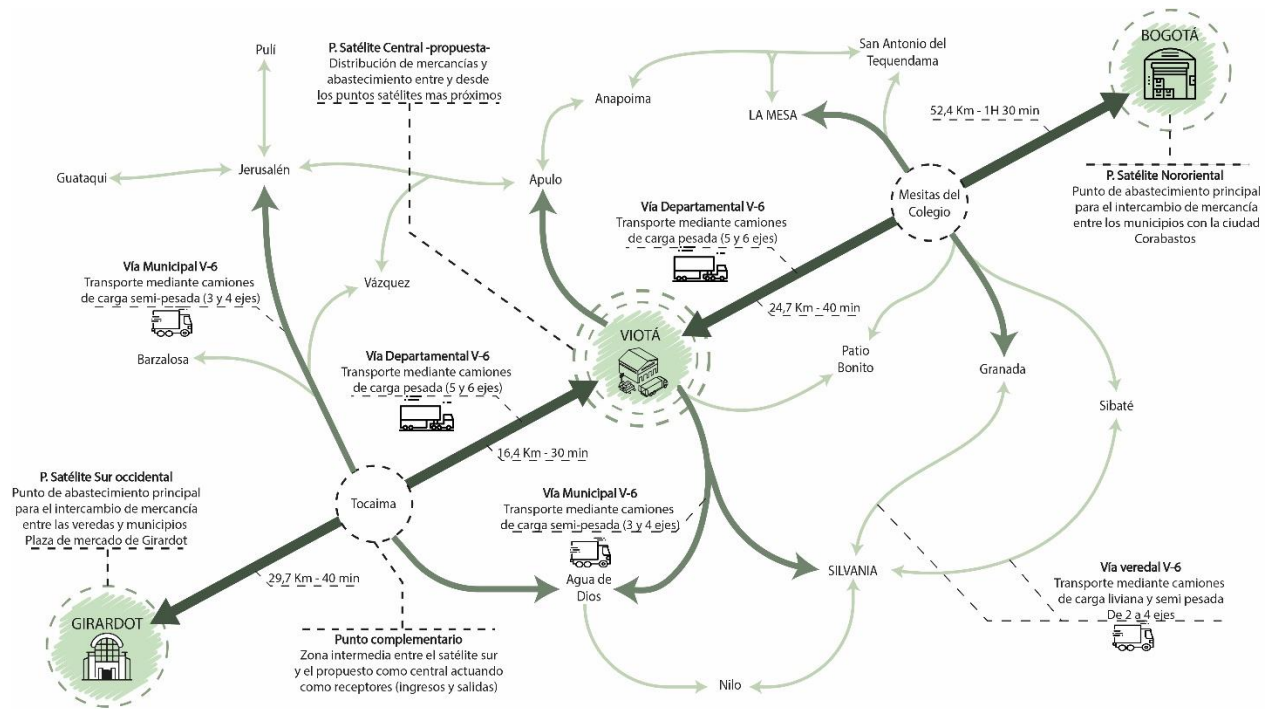 Pulí
P. Satélite Central -propuesta-
Distribución de mercancías y
abastecimiento entre y desde
los puntos satélites mas próximos
San Antonio del
Tequendama
BOGOTÁ
Anapoima
LA MESA
52,4 Km - 1H 30 min
Guataqui
Jerusalén
Apulo
Mesitas del
Colegio
P. Satélite Nororiental
Punto de abastecimiento principal
para el intercambio de mercancía
entre los municipios con la ciudad
Corabastos
Vía Departamental V-6
Transporte mediante camiones
de carga pesada (5 y 6 ejes)
Vía Municipal V-6
Transporte mediante camiones
de carga semi-pesada (3 y 4 ejes)
Vázquez
24,7 Km - 40 min
VIOTÁ
Barzalosa
Vía Departamental V-6
Transporte mediante camiones
de carga pesada (5 y 6 ejes)
Patio
Bonito
Granada
Sibaté
16,4 Km - 30 min
P. Satélite Sur occidental
Punto de abastecimiento principal
para el intercambio de mercancía
entre las veredas y municipios
Plaza de mercado de Girardot
Tocaima
Vía Municipal V-6
Transporte mediante camiones
de carga semi-pesada (3 y 4 ejes)
29,7 Km - 40 min
Agua de
Dios
SILVANIA
Vía veredal V-6
Transporte mediante camiones
de carga liviana y semi pesada
De 2 a 4 ejes
GIRARDOT
Punto complementario
Zona intermedia entre el satélite sur
y el propuesto como central actuando
como receptores (ingresos y salidas)
Nilo